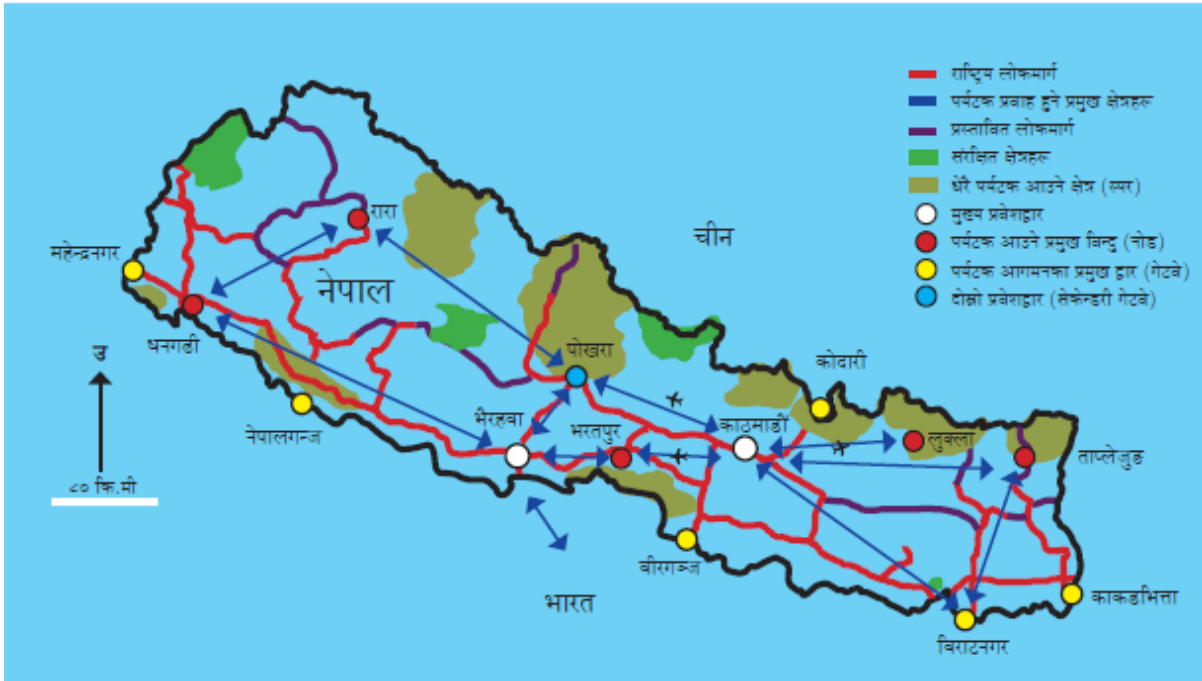 राष्ट्रिय लोकमार्ग
पर्यटक प्रवाह हुने प्रमुख क्षेत्रहरू
प्रस्तावित लोकमार्ग
संरक्षित क्षेत्रहरू
धेरै पर्यटक आउने क्षेत्र (स्पर)
मुख्य प्रवेशद्वार
पर्यटक आउने प्रमुख विन्दु (नोड)
पर्यटक आगमनका प्रमुख द्वार (गेटवे)
दोस्रो प्रवेशद्वार (सेकेन्डरी गेटवे)
रारा
चीन
महेन्द्रनगर
नेपाल
धनगढी
उ
पोखरा
कोदारी
नेपालगन्ज
भैरहवा
भरतपुर
काठमाडौं
लुक्ला
ताप्लेजुङ
८० कि.मी
बीरगञ्ज
भारत
काकडभित्ता
विराटनगर